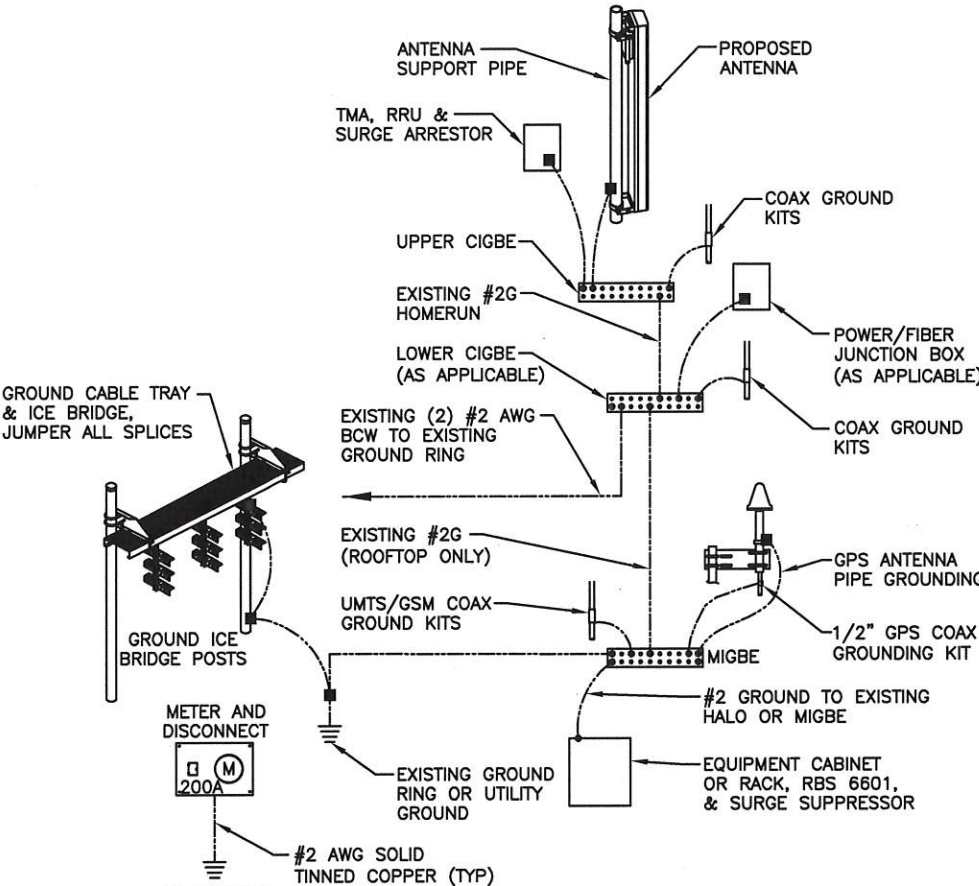 ANTENNA
SUPPORT PIPE
PROPOSED
ANTENNA
TMA, RRU &
SURGE ARRESTOR
COAX GROUND
KITS
UPPER CIGBE
EXISTING #2G
HOMERUN
POWER/FIBER
JUNCTION BOX
(AS APPLICABLE)
LOWER CIGBE
(AS APPLICABLE)
GROUND CABLE TRAY
& ICE BRIDGE,
JUMPER ALL SPLICES
EXISTING (2) #2 AWG
BCW TO EXISTING
GROUND RING
COAX GROUND
KITS
EXISTING #2G
(ROOFTOP ONLY)
GPS ANTENNA
PIPE GROUNDING
UMTS/GSM COAX
GROUND KITS
1/2" GPS COAX
GROUNDING KIT
GROUND ICE
BRIDGE POSTS
MIGBE
#2 GROUND TO EXISTING
HALO OR MIGBE
METER AND
DISCONNECT
M
200A
EXISTING GROUND
RING OR UTILITY
GROUND
EQUIPMENT CABINET
OR RACK, RBS 6601,
& SURGE SUPPRESSOR
#2 AWG SOLID
TINNED COPPER (TYP)